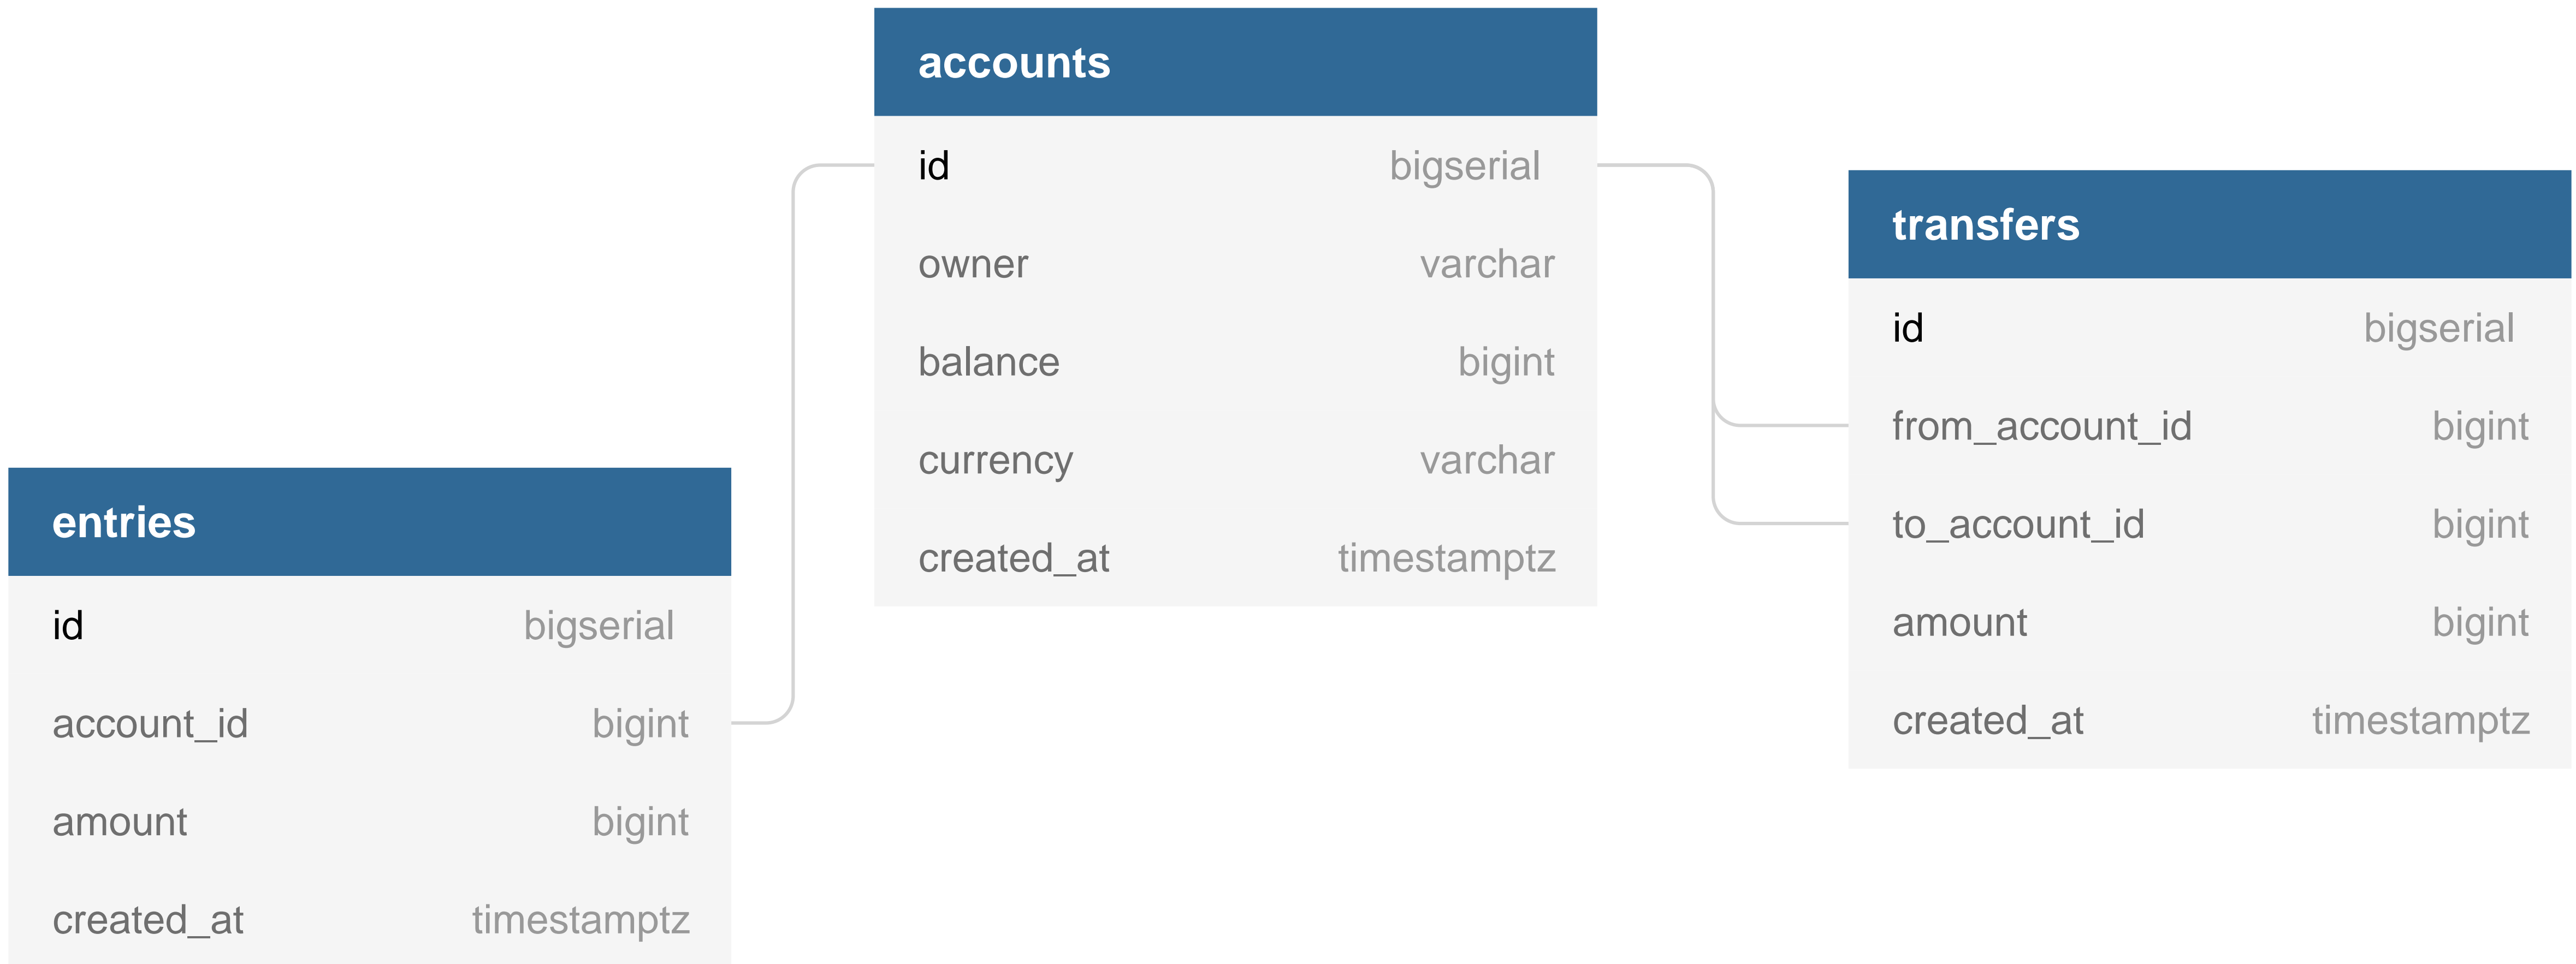 accounts
id bigserial
owner varchar
balance bigint
currency varchar
created_at timestamptz
transfers
id bigserial
from_account_id bigint
to_account_id bigint
amount bigint
created_at timestamptz
entries
id bigserial
account_id bigint
amount bigint
created_at timestamptz